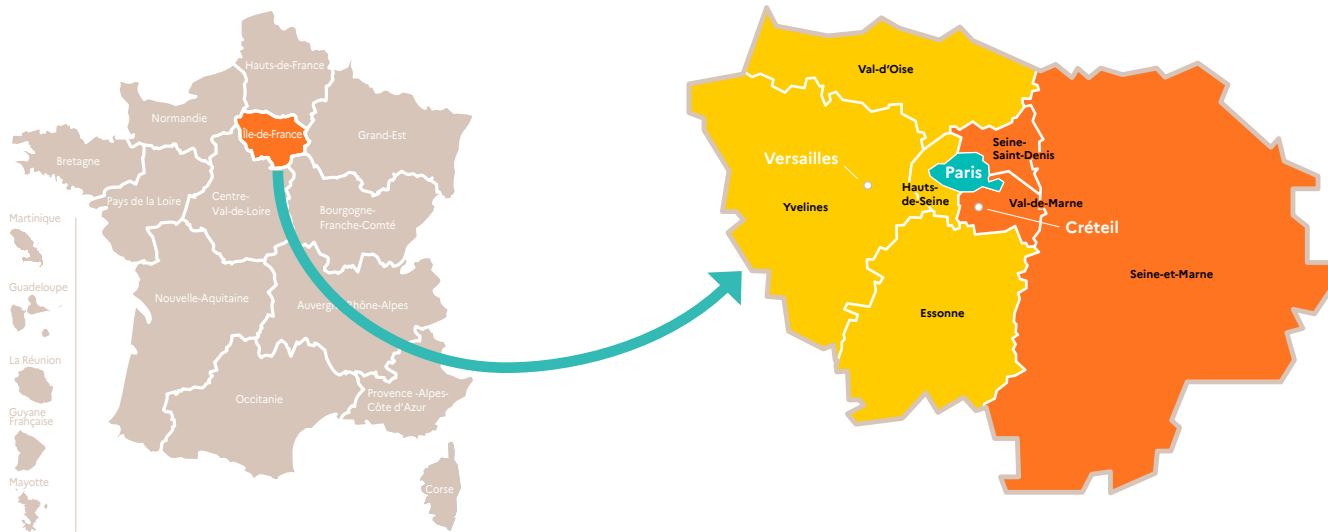 Hauts-de-France
Normandie
Île-de-France
Grand-Est
Bretagne
Pays de la Loire
Centre-
Val-de-Loire
Bourgogne-
Franche-Comté
Nouvelle-Aquitaine
Auvergne-Rhône-Alpes
Occitanie
Provence -Alpes-
Côte d'Azur
Corse
Martinique
Guadeloupe
La Réunion
Guyane
Française
Mayotte
Val-d'Oise
Seine-
Saint-Denis
Versailles
Paris
Hauts-
de-Seine
Val-de-Marne
Yvelines
Créteil
Seine-et-Marne
Essonne